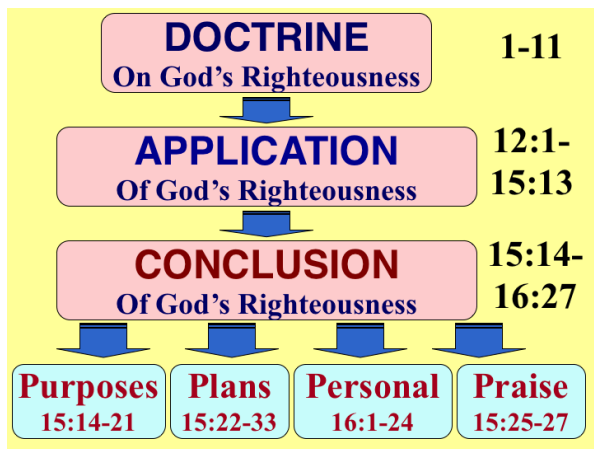 DOCTRINE
On God's Righteousness
1-11
APPLICATION
Of God's Righteousness
12:1-
15:13
CONCLUSION
Of God's Righteousness
15:14-
16:27
Purposes
15:14-21
Plans
15:22-33
Personal
16:1-24
Praise
15:25-27